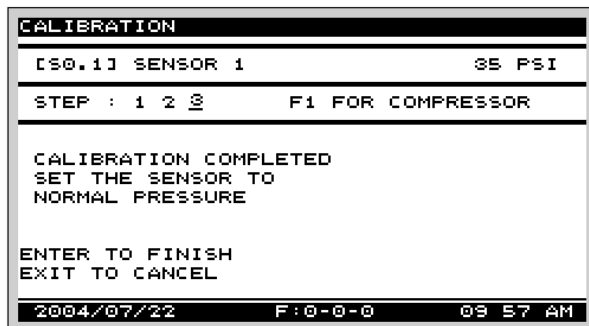 CALIBRATION
[S0.1] SENSOR 1 35 PSI
STEP : 1 2 3 F1 FOR COMPRESSOR
CALIBRATION COMPLETED
SET THE SENSOR TO
NORMAL PRESSURE
ENTER TO FINISH
EXIT TO CANCEL
2004/07/22 F:0-0-0 09 57 AM